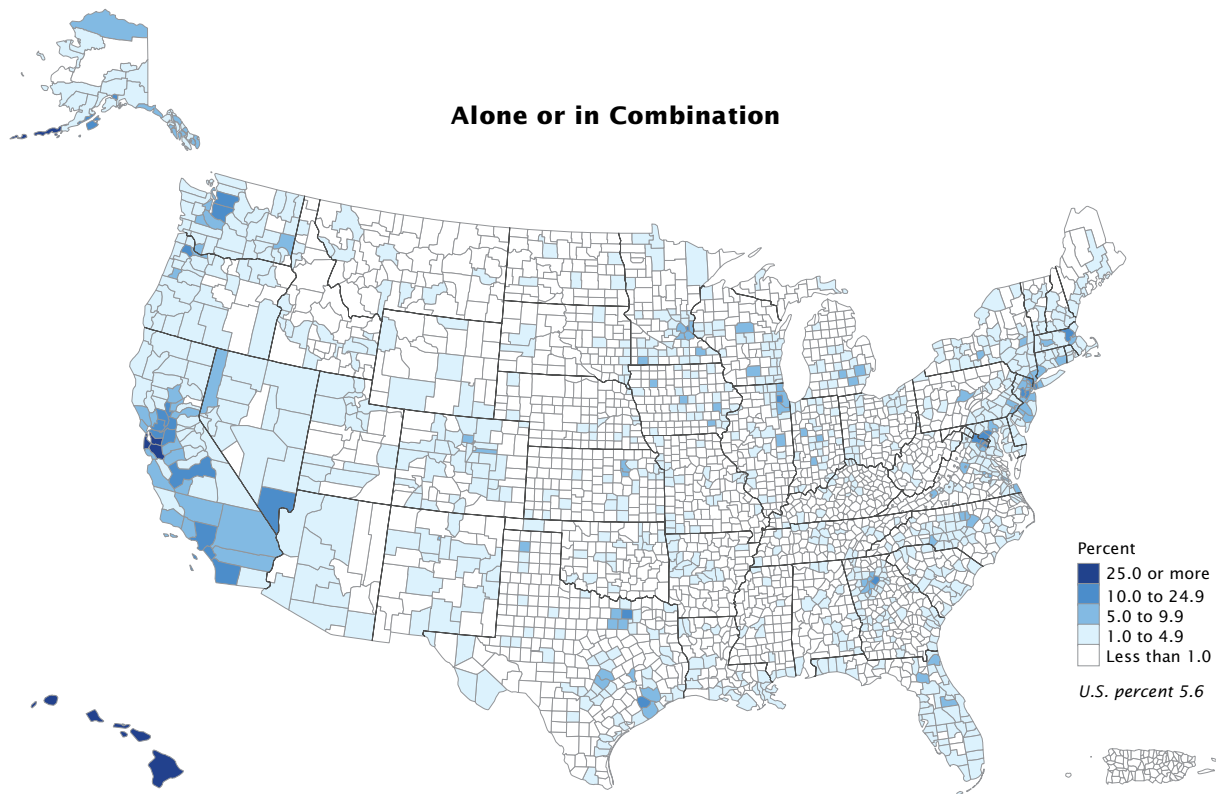 Alone or in Combination
Percent
25.0 or more
10.0 to 24.9
5.0 to 9.9
1.0 to 4.9
Less than 1.0
U.S. percent 5.6